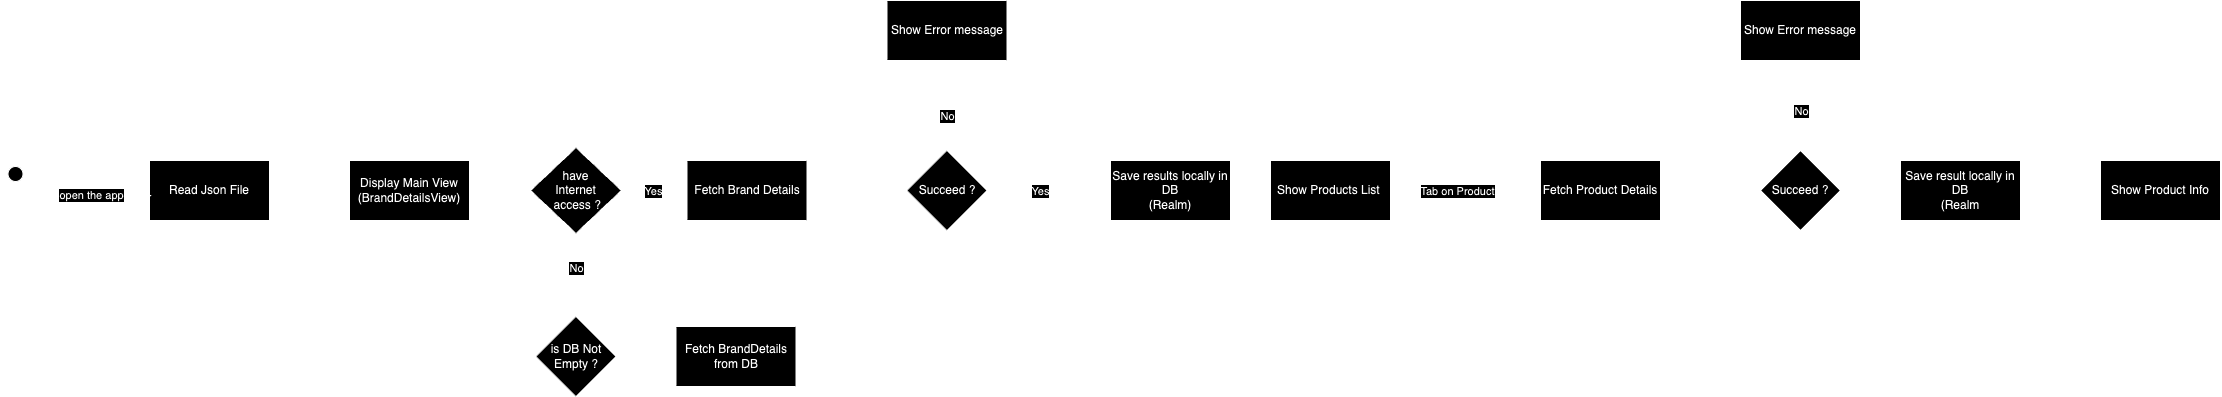 Show Error message
Show Error message
No
No
open the app
Read Json File
Display Main View
(BrandDetailsView)
have
Internet
access ?
Yes
Fetch Brand Details
Succeed ?
Yes
Save results locally in
DB
(Realm)
Show Products List
Tab on Product
Fetch Product Details
Succeed ?
Save result locally in
DB
(Realm
Show Product Info
No
is DB Not
Empty ?
Fetch BrandDetails
from DB